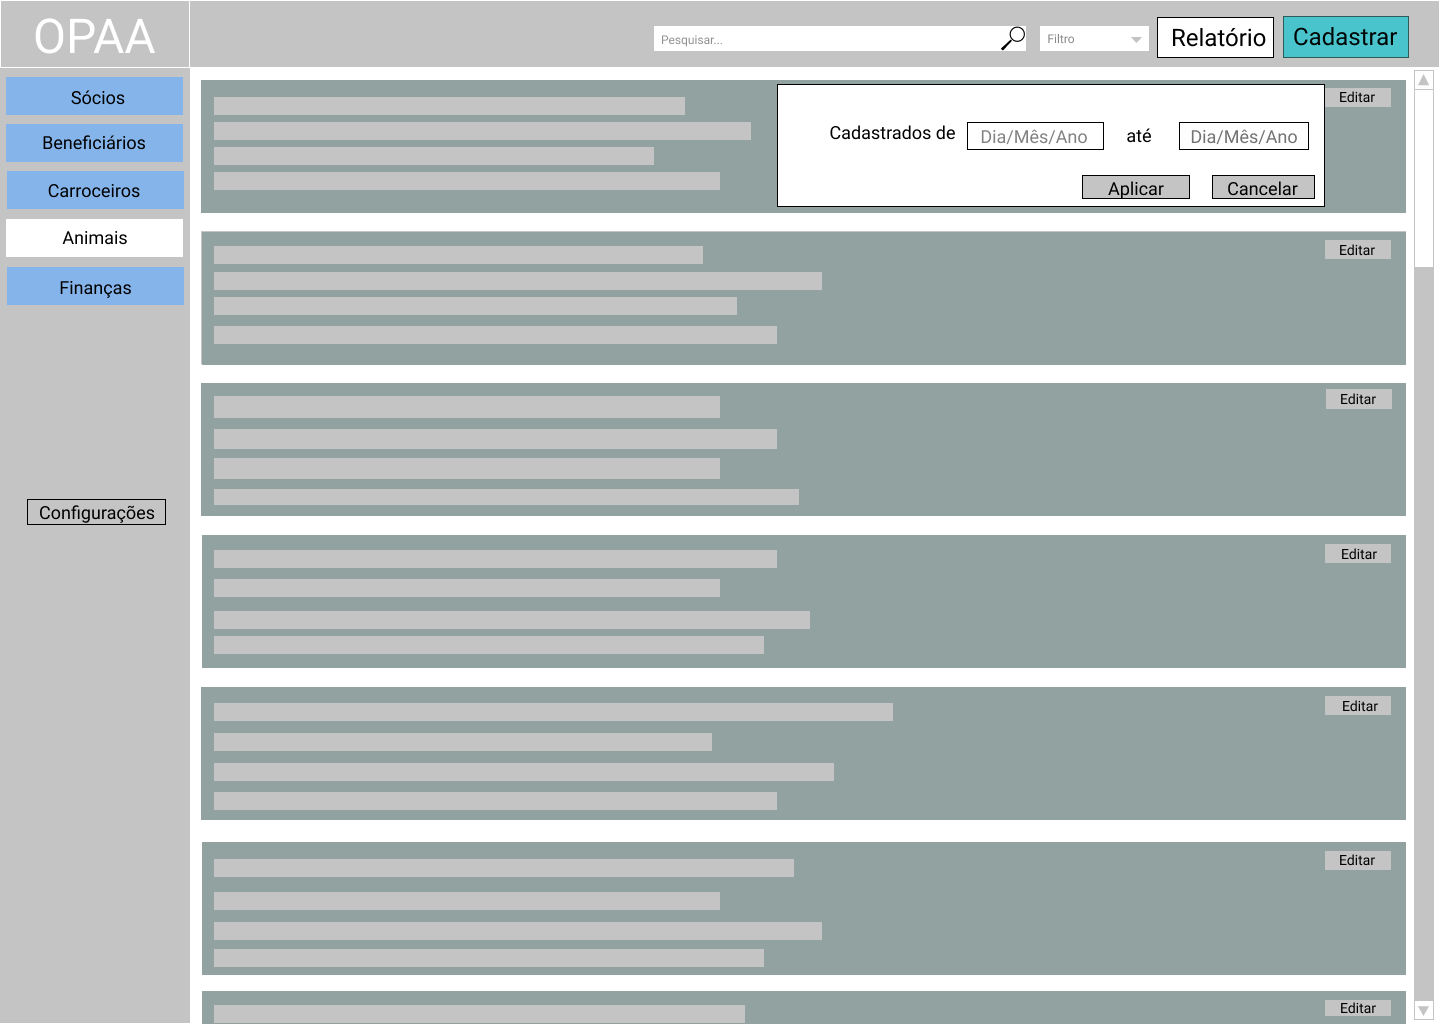 OPAA
Pesquisar...
Filtro
Relatório
Cadastrar
Sócios
Beneficiários
Carroceiros
Animais
Finanças
Configurações
Cadastrados de Dia/Mês/Ano até Dia/Mês/Ano
Aplicar Cancelar
Editar
Editar
Editar
Editar
Editar
Editar
Editar